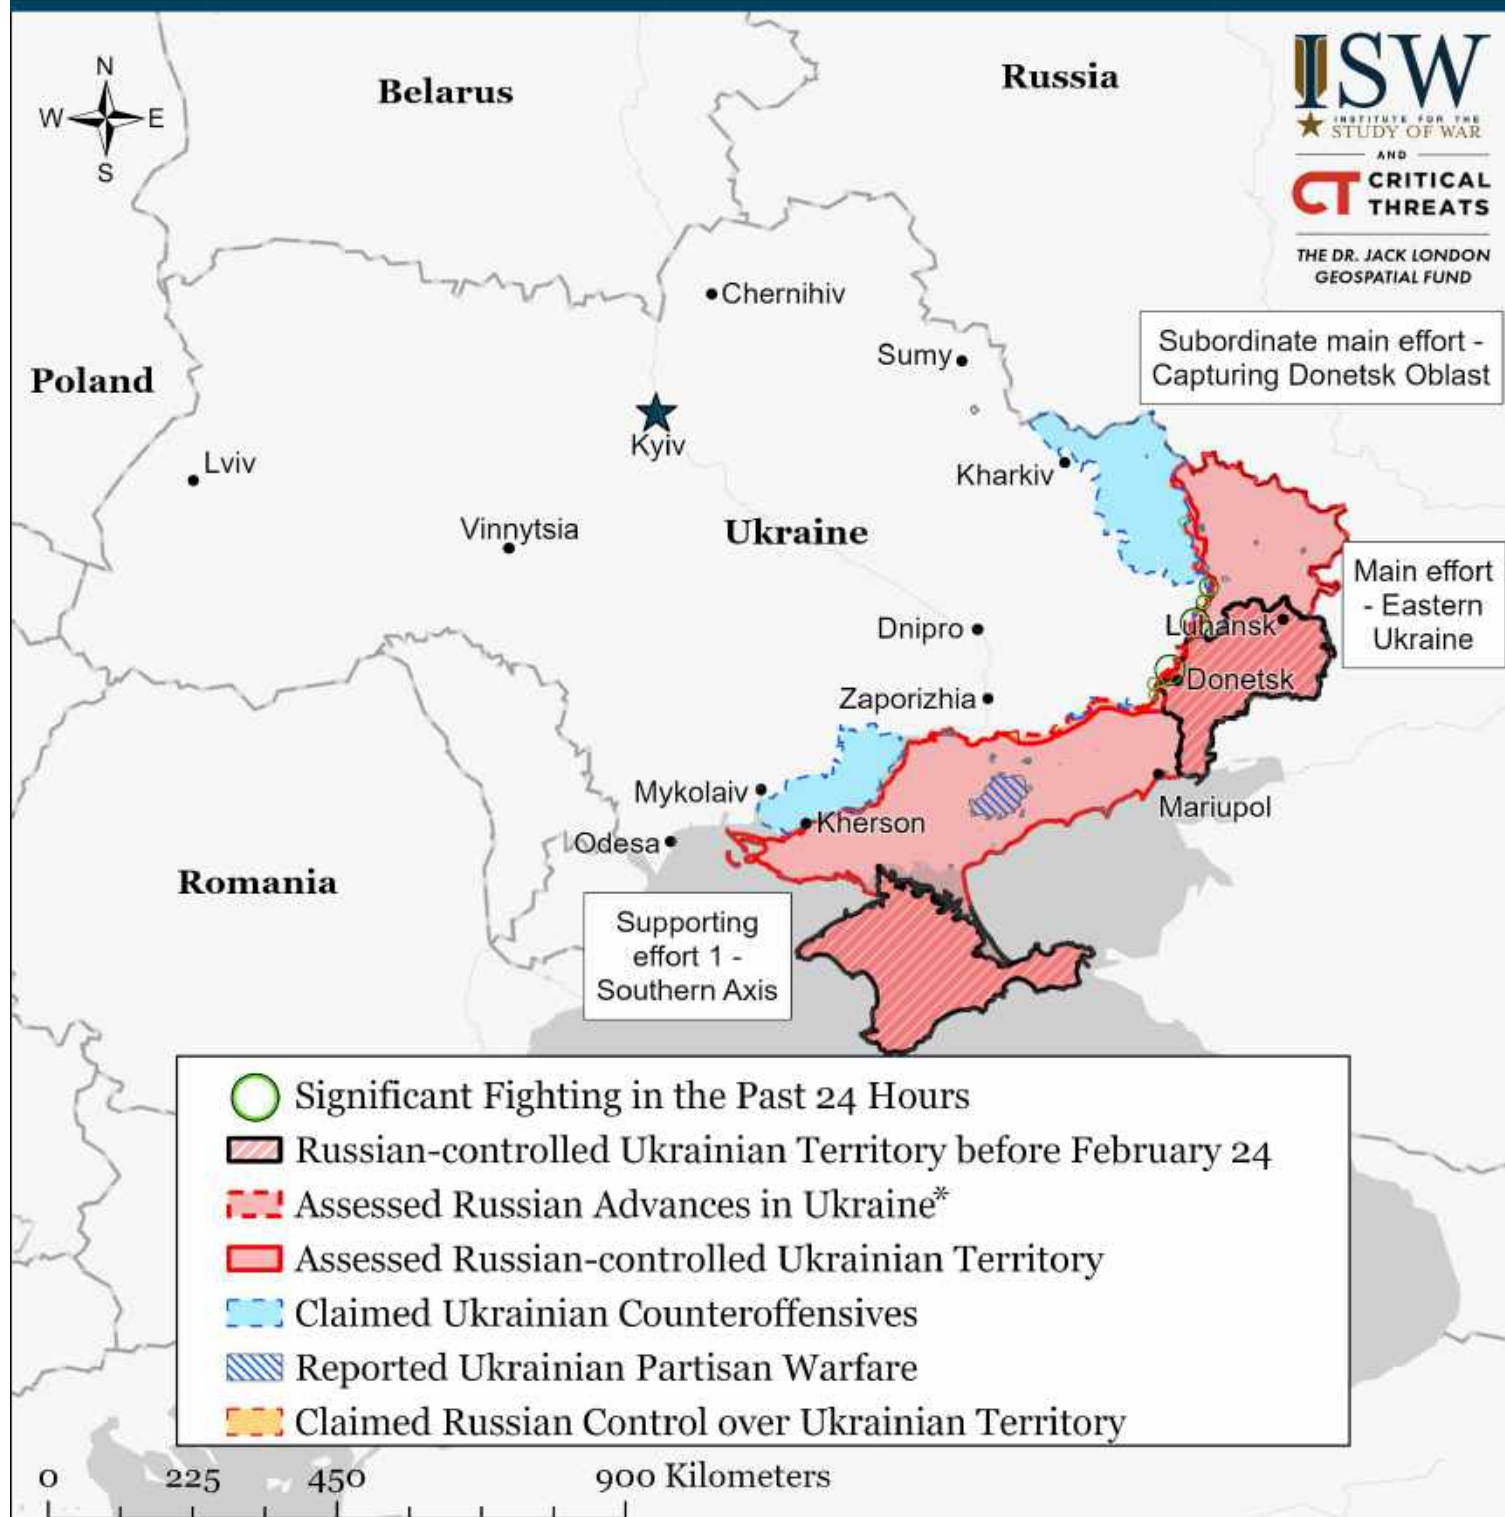 N
W E
S
Belarus
Russia
ISW
INSTITUTE FOR THE
STUDY OF WAR
AND
CT CRITICAL
THREATS
THE DR. JACK LONDON
GEOSPATIAL FUND
Chernihiv
Subordinate main effort -
Capturing Donetsk Oblast
Sumy
Poland
Kyiv
Lviv
Kharkiv
Vinnytsia
Ukraine
Main effort
- Eastern
Ukraine
Dnipro
Luhansk
Donetsk
Zaporizhia
Mykolaiv
Mariupol
Kherson
Odesa
Romania
Supporting
effort 1 -
Southern Axis
Significant Fighting in the Past 24 Hours
Russian-controlled Ukrainian Territory before February 24
Assessed Russian Advances in Ukraine*
Assessed Russian-controlled Ukrainian Territory
Claimed Ukrainian Counteroffensives
Reported Ukrainian Partisan Warfare
Claimed Russian Control over Ukrainian Territory
0 225 450 900 Kilometers